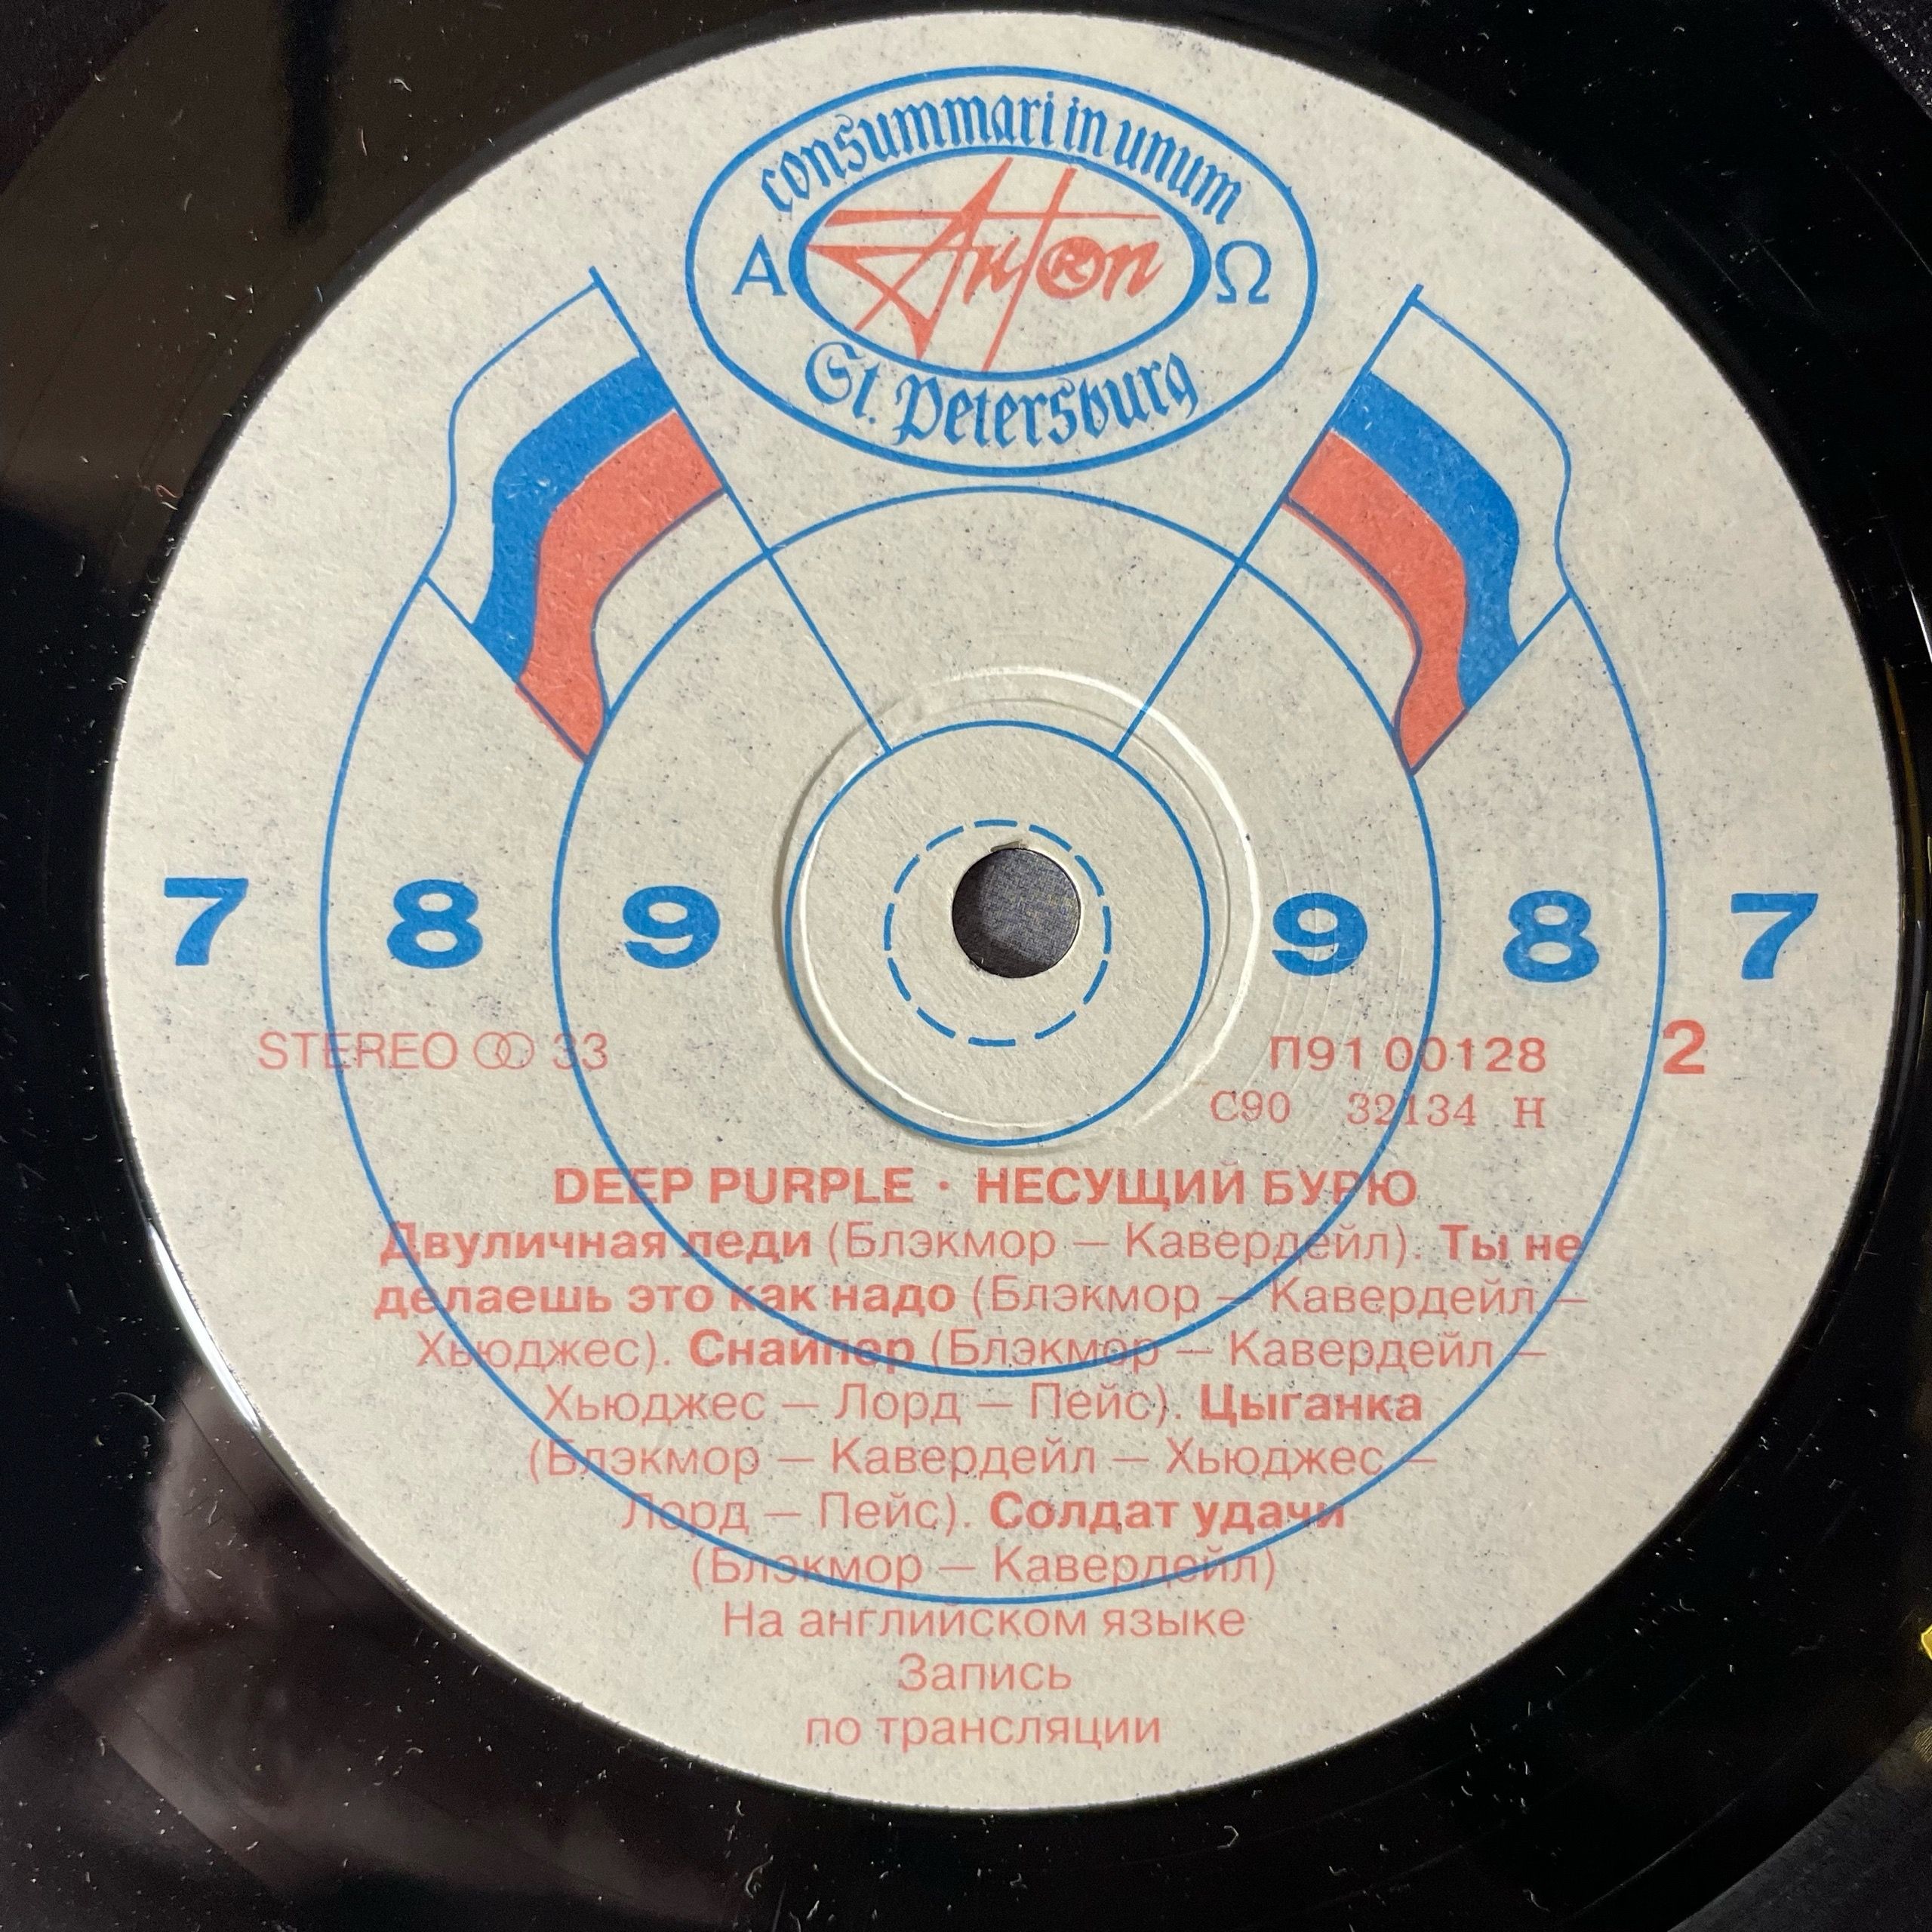 consummari in unum
Α AnTon ® Ω
St. Petersburg
7 8 9 9 8 7
STEREO 33 П91 00128 2
С90 32134 Н
DEEP PURPLE · НЕСУЩИЙ БУРЮ
Двуличная леди (Блэкмор — Кавердейл). Ты не
делаешь это как надо (Блэкмор — Кавердейл —
Хьюджес). Снайпер (Блэкмор — Кавердейл —
Хьюджес — Лорд — Пейс). Цыганка
(Блэкмор — Кавердейл — Хьюджес —
Лорд — Пейс). Солдат удачи
(Блэкмор — Кавердейл)
На английском языке
Запись
по трансляции